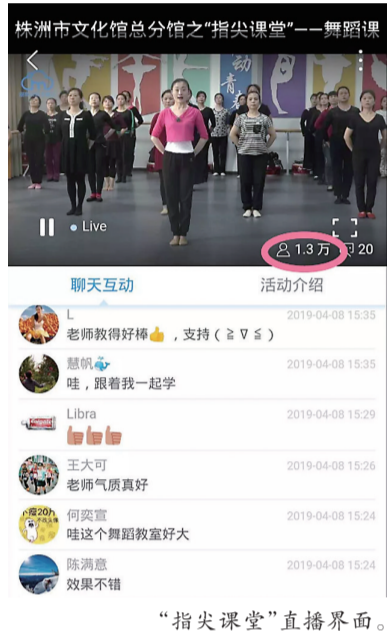 株洲市文化馆总分馆之“指尖课堂”——舞蹈课
Live
1.3 万
20
聊天互动
活动介绍
L
2019-04-08 15:35
老师教得好棒👍，支持（≧∇≦）
慧帆🐳
2019-04-08 15:35
哇，跟着我一起学
Libra
2019-04-08 15:29
👍👍👍
王大可
2019-04-08 15:26
老师气质真好
何奕宣
2019-04-08 15:24
哇这个舞蹈教室好大
陈满意
2019-04-08 15:24
效果不错
“指尖课堂”直播界面。